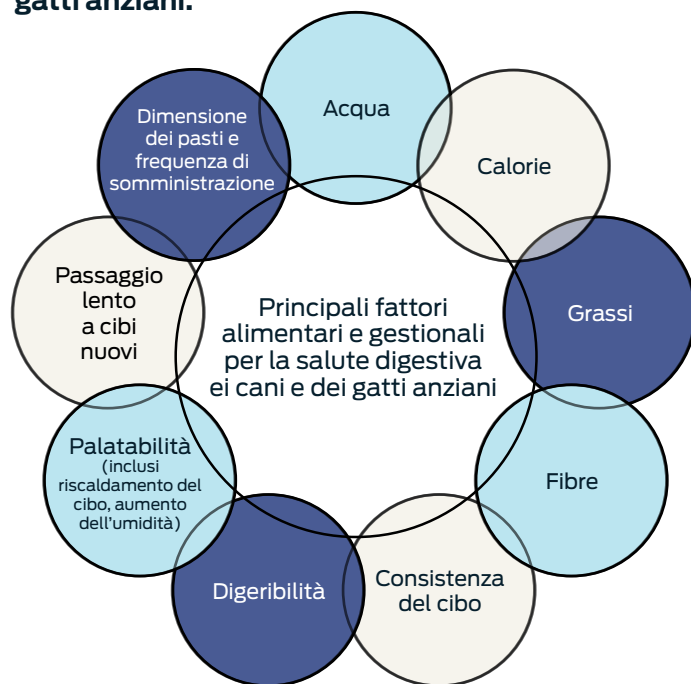 gatti anziani.
Acqua
Calorie
Grassi
Fibre
Consistenza
del cibo
Digeribilità
Palatabilità
(inclusi
riscaldamento del
cibo, aumento
dell'umidità)
Passaggio
lento
a cibi
nuovi
Dimensione
dei pasti e
frequenza di
somministrazione
Principali fattori
alimentari e gestionali
per la salute digestiva
ei cani e dei gatti anziani